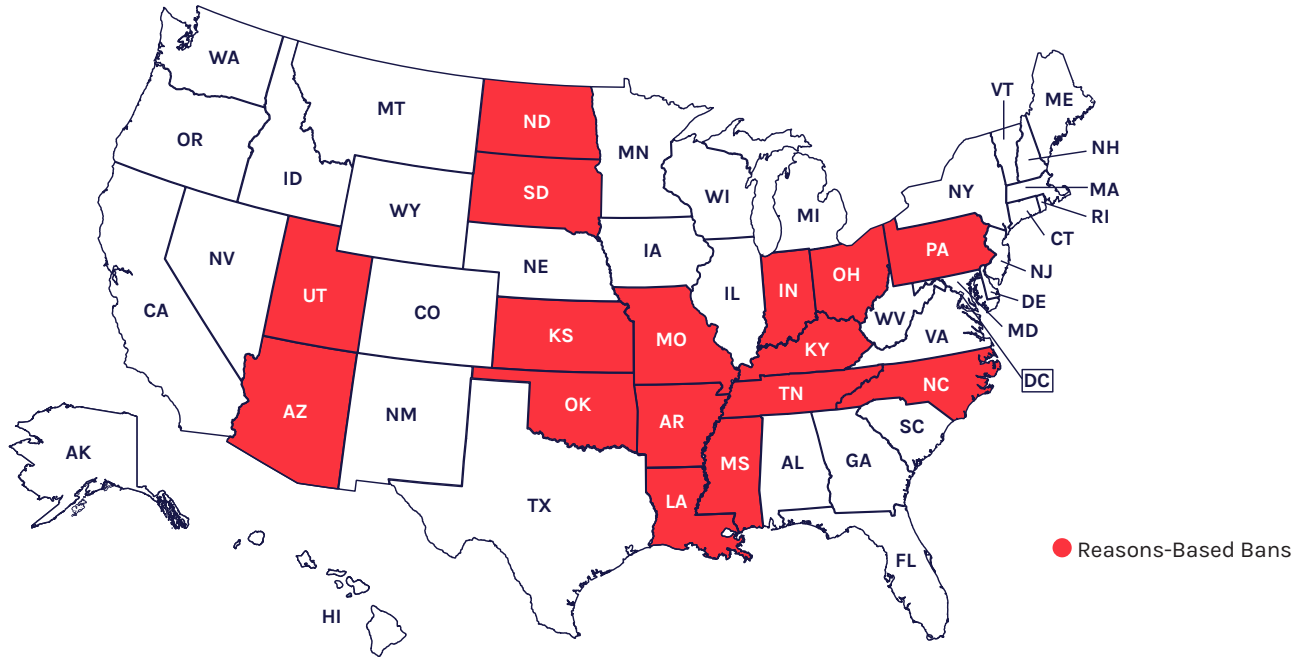 WA
MT
ND
MN
VT
ME
OR
ID
SD
WI
MI
NY
NH
MA
RI
CT
WY
NE
IA
PA
NJ
NV
UT
CO
IL
IN
OH
DE
MD
CA
KS
MO
KY
WV
VA
DC
AZ
NM
OK
AR
TN
NC
SC
AK
TX
LA
MS
AL
GA
FL
HI
Reasons-Based Bans